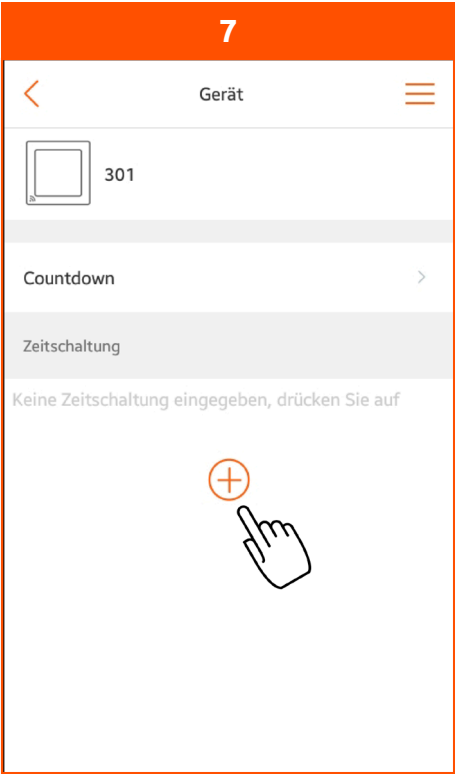 7
Gerät
301
Countdown
Zeitschaltung
Keine Zeitschaltung eingegeben, drücken Sie auf